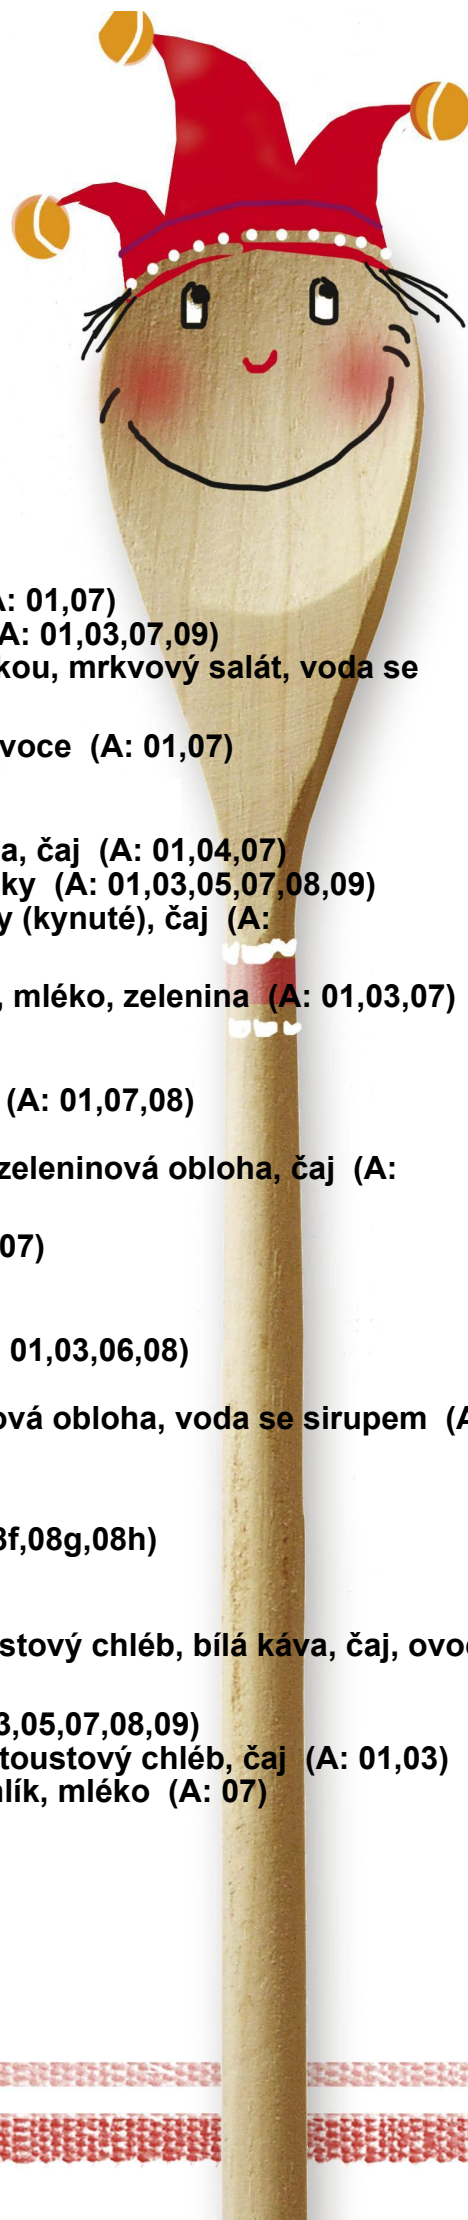 : 01,07)
A: 01,03,07,09)
kou, mrkvový salát, voda se
voce (A: 01,07)
a, čaj (A: 01,04,07)
ky (A: 01,03,05,07,08,09)
y (kynuté), čaj (A:
, mléko, zelenina (A: 01,03,07)
(A: 01,07,08)
zeleninová obloha, čaj (A:
07)
01,03,06,08)
ová obloha, voda se sirupem (A
f,08g,08h)
stový chléb, bílá káva, čaj, ovo
3,05,07,08,09)
toustový chléb, čaj (A: 01,03)
lík, mléko (A: 07)